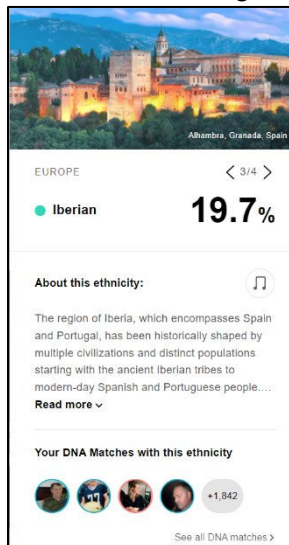 Alhambra, Granada, Spain
EUROPE
3/4
Iberian
19.7%
About this ethnicity:
The region of Iberia, which encompasses Spain
and Portugal, has been historically shaped by
multiple civilizations and distinct populations
starting with the ancient Iberian tribes to
modern-day Spanish and Portuguese people....
Read more
Your DNA Matches with this ethnicity
+1,842
See all DNA matches >